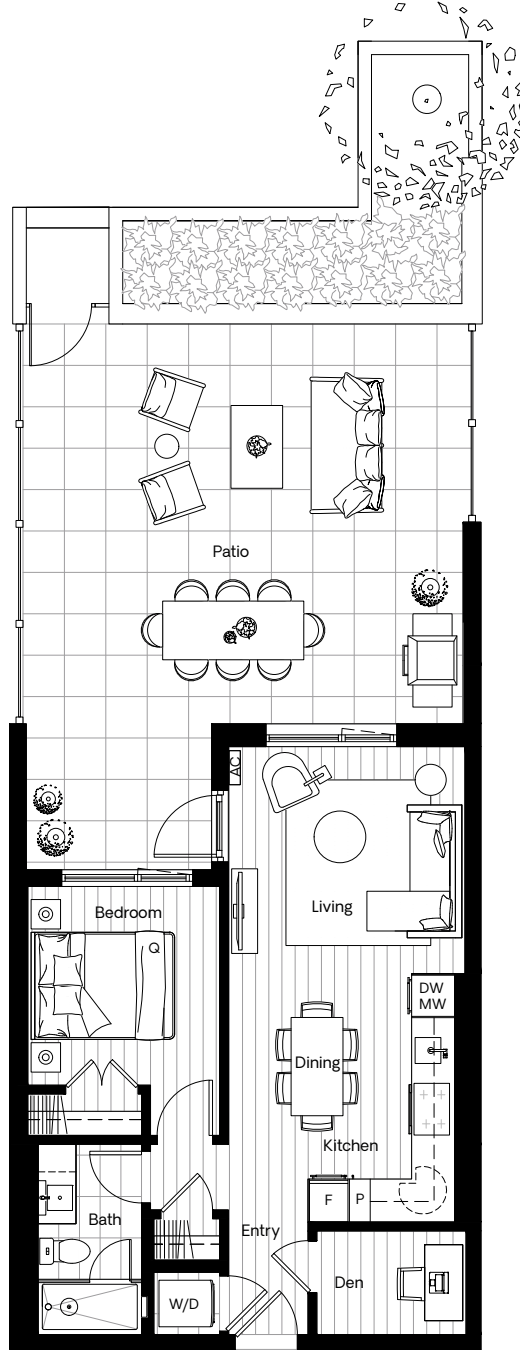 Patio
AC
Living
Bedroom
Q
DW
MW
Dining
Kitchen
F
P
Bath
Entry
Den
W/D